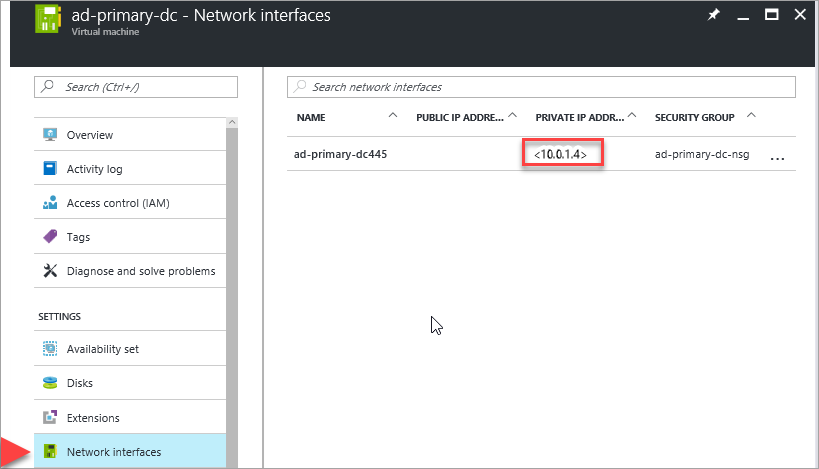 ad-primary-dc - Network interfaces
Virtual machine
Search (Ctrl+/)
Overview
Activity log
Access control (IAM)
Tags
Diagnose and solve problems
SETTINGS
Availability set
Disks
Extensions
Network interfaces
Search network interfaces
NAME PUBLIC IP ADDRE... PRIVATE IP ADDR... SECURITY GROUP
ad-primary-dc445 <10.0.1.4> ad-primary-dc-nsg ...